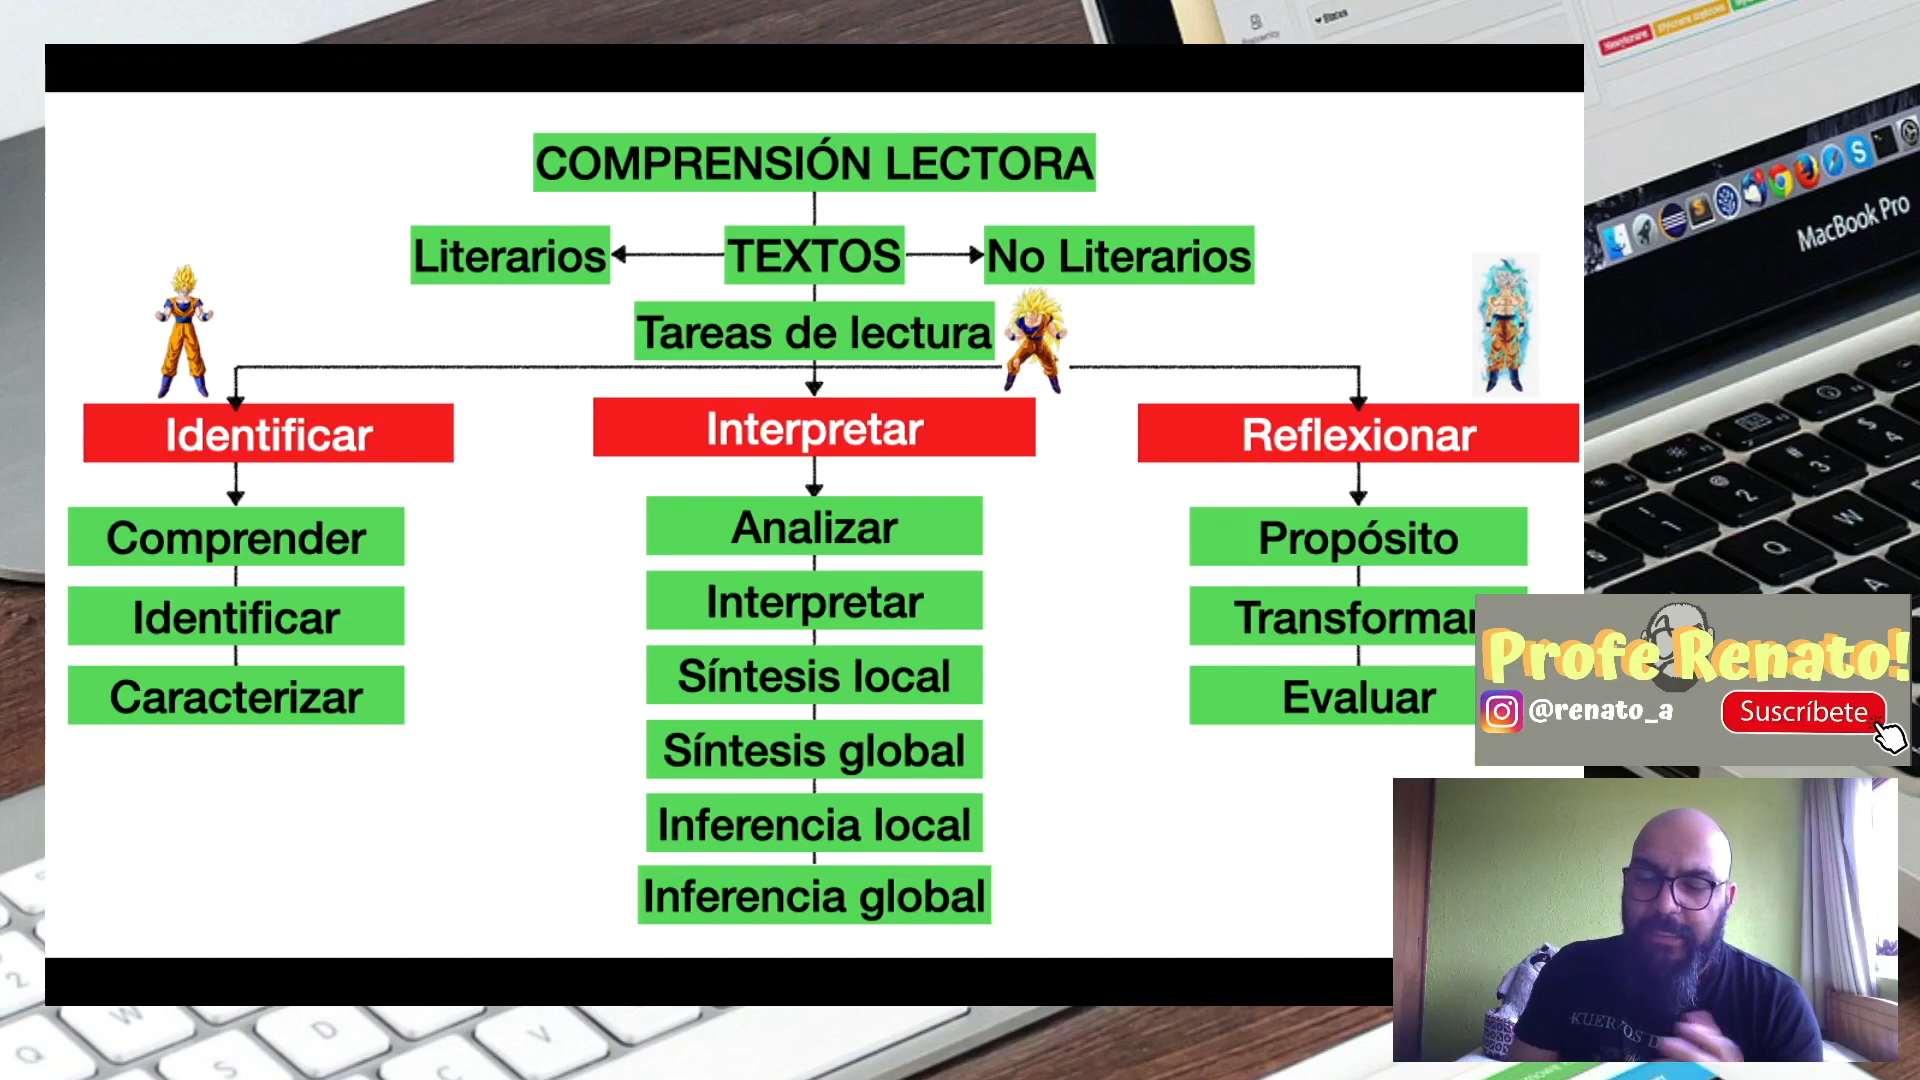 COMPRENSIÓN LECTORA
Literarios
TEXTOS
No Literarios
Tareas de lectura
Identificar
Interpretar
Reflexionar
Comprender
Identificar
Caracterizar
Analizar
Interpretar
Síntesis local
Síntesis global
Inferencia local
Inferencia global
Propósito
Transformar
Evaluar
Profe Renato!
@renato_a
Suscríbete
MacBook Pro
Status